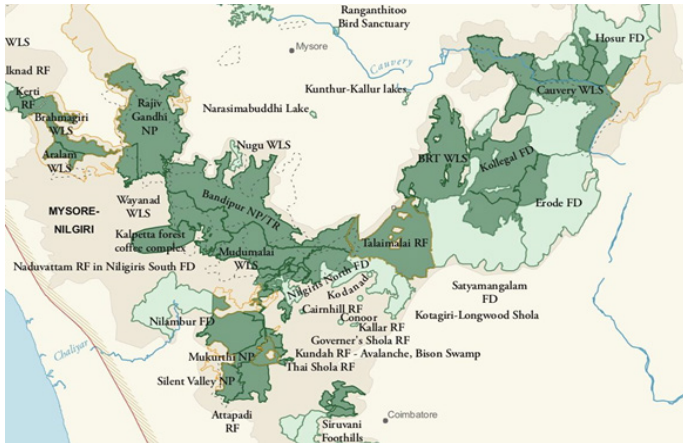 Ranganthitoo
Bird Sanctuary
Hosur FD
WLS
Mysore
Cauvery
lknad RF
Kerti
RF
Rajiv
Gandhi
NP
Kunthur-Kallur lakes
Cauvery WLS
Brahmagiri
WLS
Narasimabuddhi Lake
Aralam
WLS
Nugu WLS
BRT WLS
Kollegal FD
Wayanad
WLS
Bandipur NP/TR
Erode FD
MYSORE-
NILGIRI
Kalpetta forest
coffee complex
Mudumalai
WLS
Talaimalai RF
Naduvattam RF in Niligiris South FD
Nilgiris North FD
Kodanad
Satyamangalam
FD
Cairnhill RF
Kotagiri-Longwood Shola
Nilambur FD
Conoor
Kallar RF
Governer's Shola RF
Chaliyar
Mukurthi NP
Kundah RF - Avalanche, Bison Swamp
Thai Shola RF
Silent Valley NP
Attapadi
RF
Siruvani
Foothills
Coimbatore